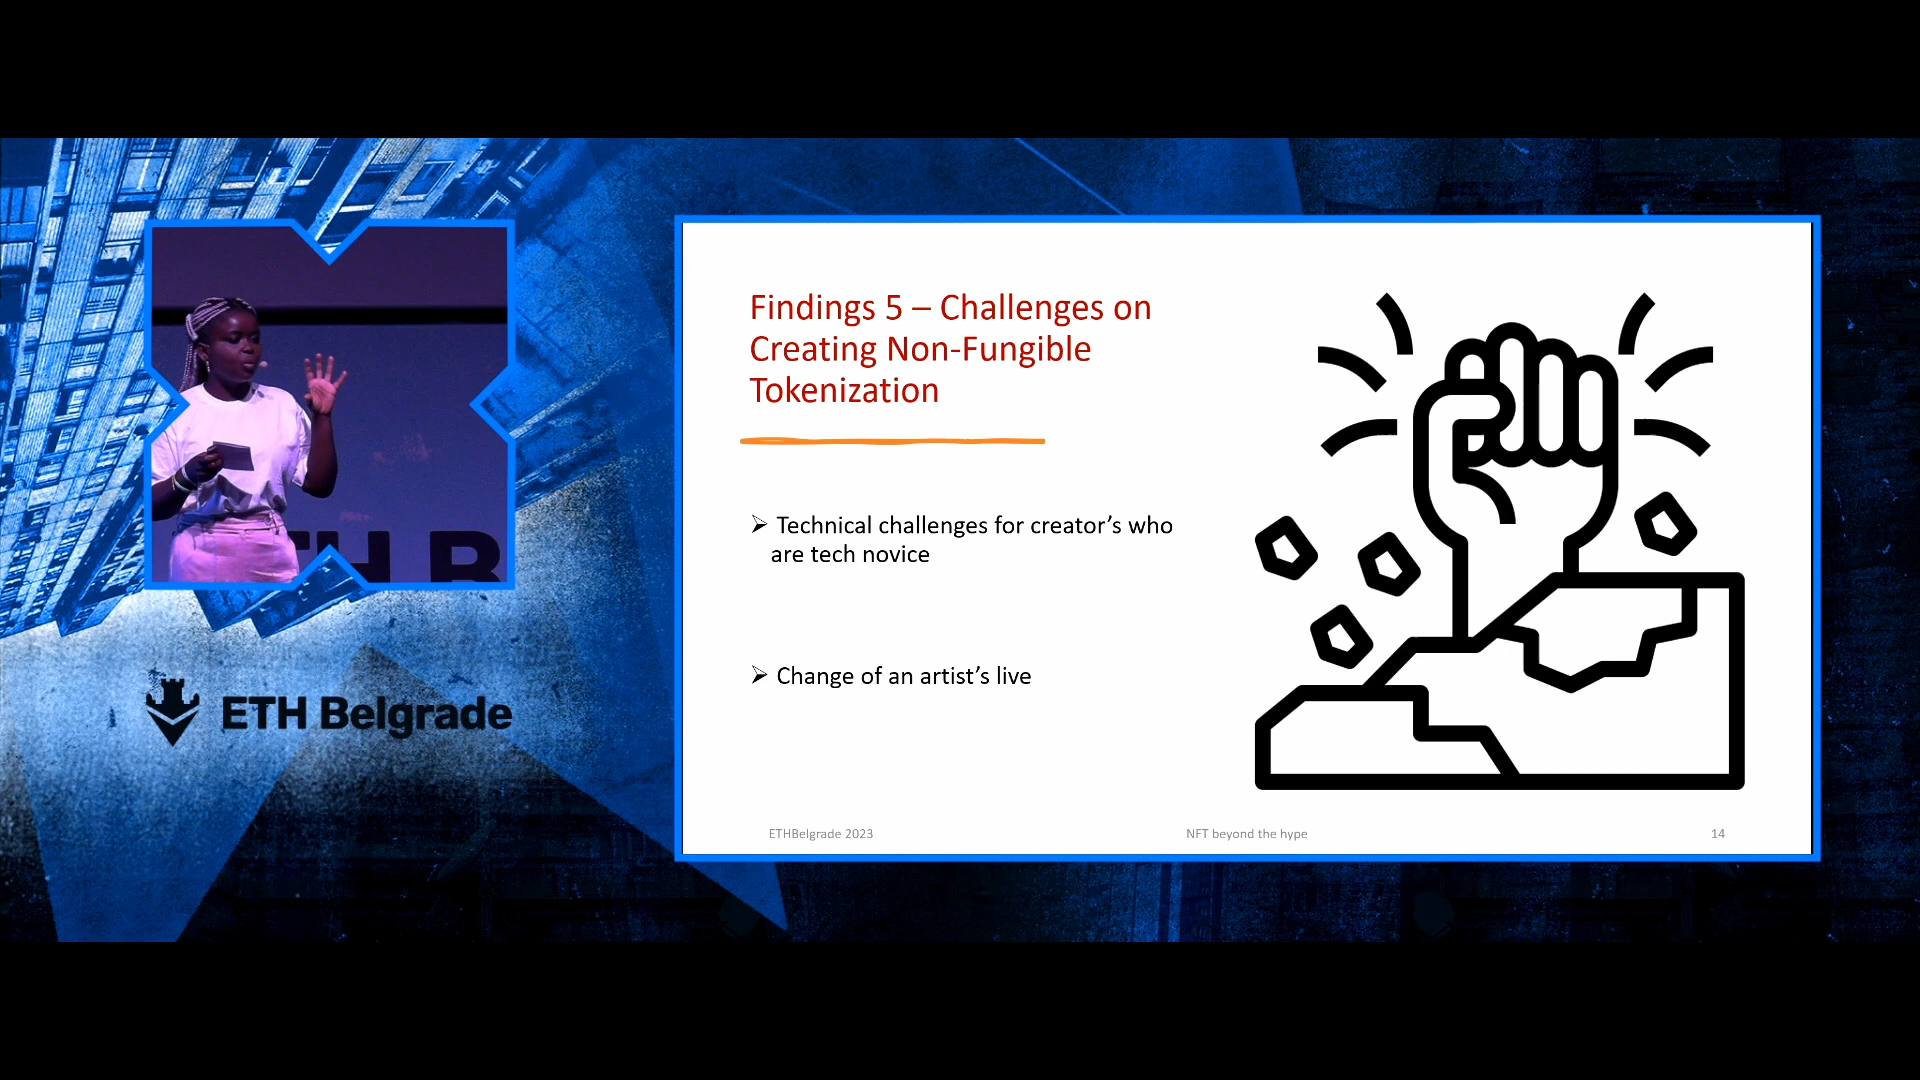 Findings 5 – Challenges on
Creating Non-Fungible
Tokenization
➢ Technical challenges for creator’s who
are tech novice
➢ Change of an artist’s live
ETHBelgrade 2023
NFT beyond the hype
14
TH B
ETH Belgrade